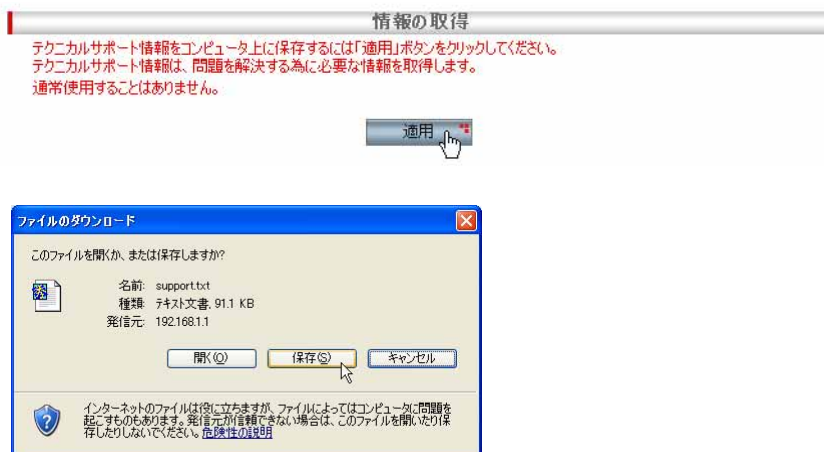 情報の取得
テクニカルサポート情報をコンピュータ上に保存するには「適用」ボタンをクリックしてください。
テクニカルサポート情報は、問題を解決する為に必要な情報を取得します。
通常使用することはありません。
適用
ファイルのダウンロード
このファイルを開くか、または保存しますか?
名前: support.txt
種類: テキスト文書, 91.1 KB
発信元: 192.168.1.1
開く(O)
保存(S)
キャンセル
インターネットのファイルは役に立ちますが、ファイルによってはコンピュータに問題を
起こすものもあります。発信元が信頼できない場合は、このファイルを開いたり保
存したりしないでください。危険性の説明